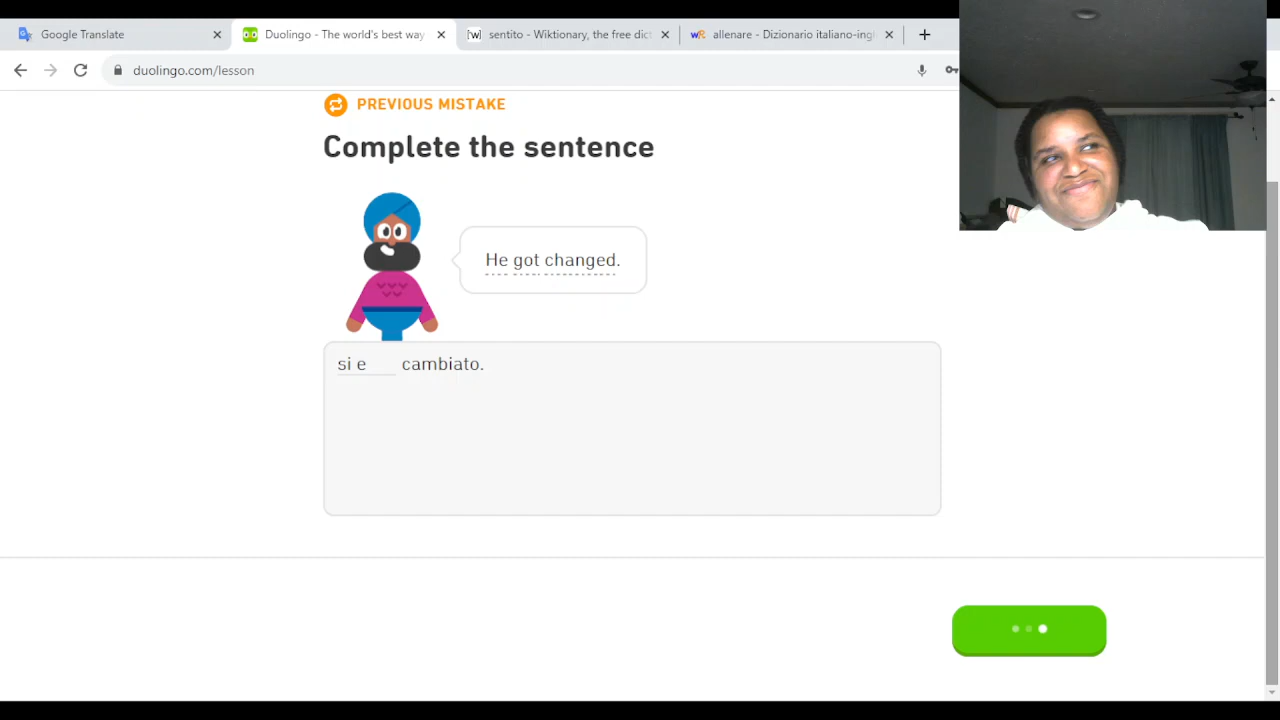 Google Translate
Duolingo - The world's best way
sentito - Wiktionary, the free dict
allenare - Dizionario italiano-ingl
duolingo.com/lesson
PREVIOUS MISTAKE
Complete the sentence
He got changed.
si e cambiato.